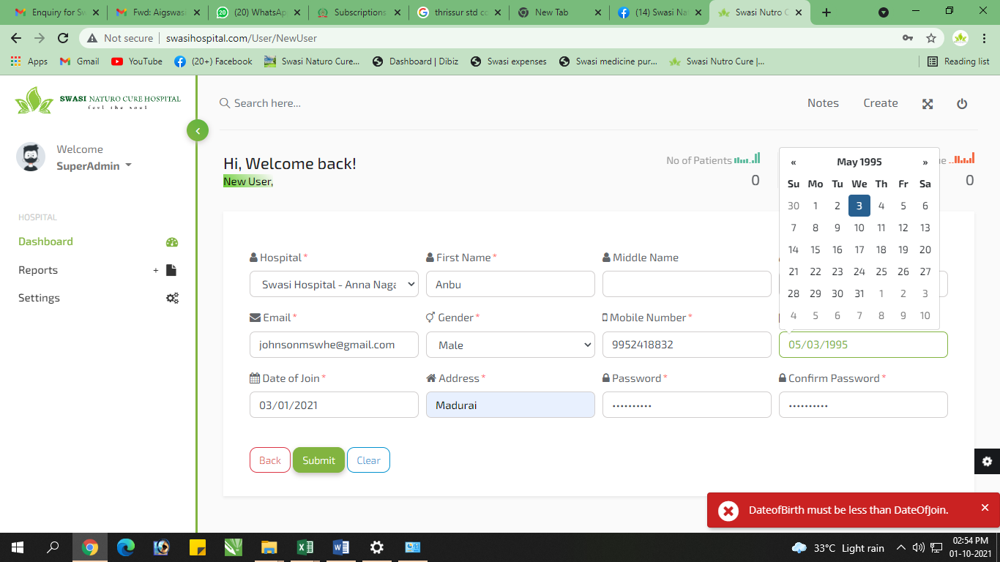 Enquiry for Sw
Fwd: Aigswasi
(20) WhatsApp
Subscriptions
thrissur std co
New Tab
(14) Swasi Nat
Swasi Nutro C
Not secure
swasihospital.com/User/NewUser
Apps
Gmail
YouTube
(20+) Facebook
Swasi Naturo Cure...
Dashboard | Dibiz
Swasi expenses
Swasi medicine pur...
Swasi Nutro Cure |...
Reading list
SWASI NATURO CURE HOSPITAL
feel the soul
Search here...
Notes
Create
Welcome
SuperAdmin
Hi, Welcome back!
New User,
No of Patients
0
0
HOSPITAL
Dashboard
Reports
+
Settings
« May 1995 »
Su Mo Tu We Th Fr Sa
30 1 2 3 4 5 6
7 8 9 10 11 12 13
14 15 16 17 18 19 20
21 22 23 24 25 26 27
28 29 30 31 1 2 3
4 5 6 7 8 9 10
Hospital*
First Name*
Middle Name
Swasi Hospital - Anna Naga
Anbu
Email*
Gender*
Mobile Number*
johnsonmswhe@gmail.com
Male
9952418832
05/03/1995
Date of Join*
Address*
Password*
Confirm Password*
03/01/2021
Madurai
••••••••••
••••••••••
Back
Submit
Clear
DateofBirth must be less than DateOfJoin.
33°C Light rain
02:54 PM
01-10-2021